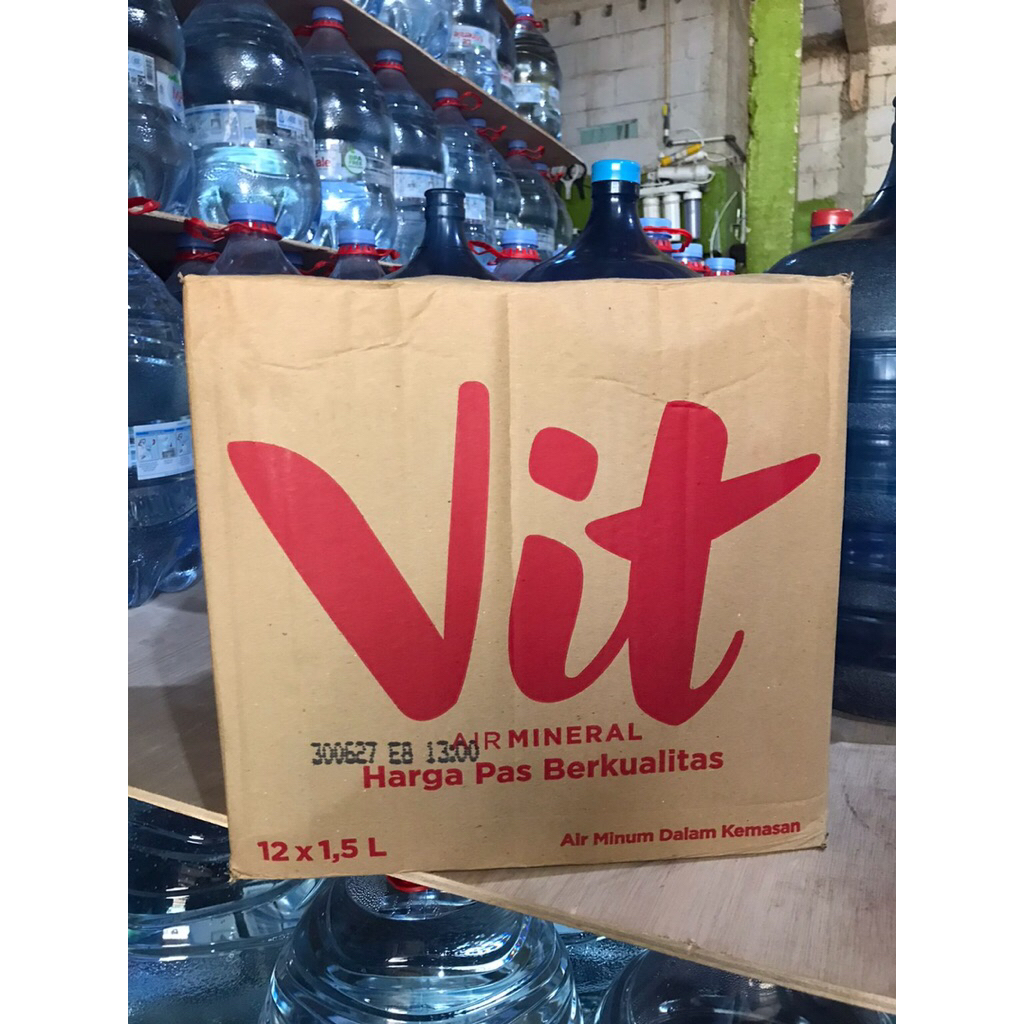 Vit
AIR MINERAL
300627 E8 13:00
Harga Pas Berkualitas
12 x 1,5 L
Air Minum Dalam Kemasan